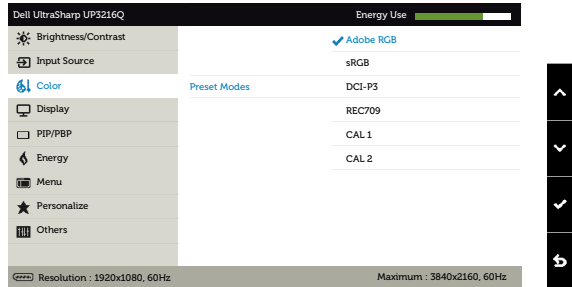 Dell UltraSharp UP3216Q Energy Use
Brightness/Contrast Adobe RGB
Input Source sRGB
Color Preset Modes DCI-P3
Display REC709
PIP/PBP CAL 1
Energy CAL 2
Menu
Personalize
Others
Resolution : 1920x1080, 60Hz Maximum : 3840x2160, 60Hz